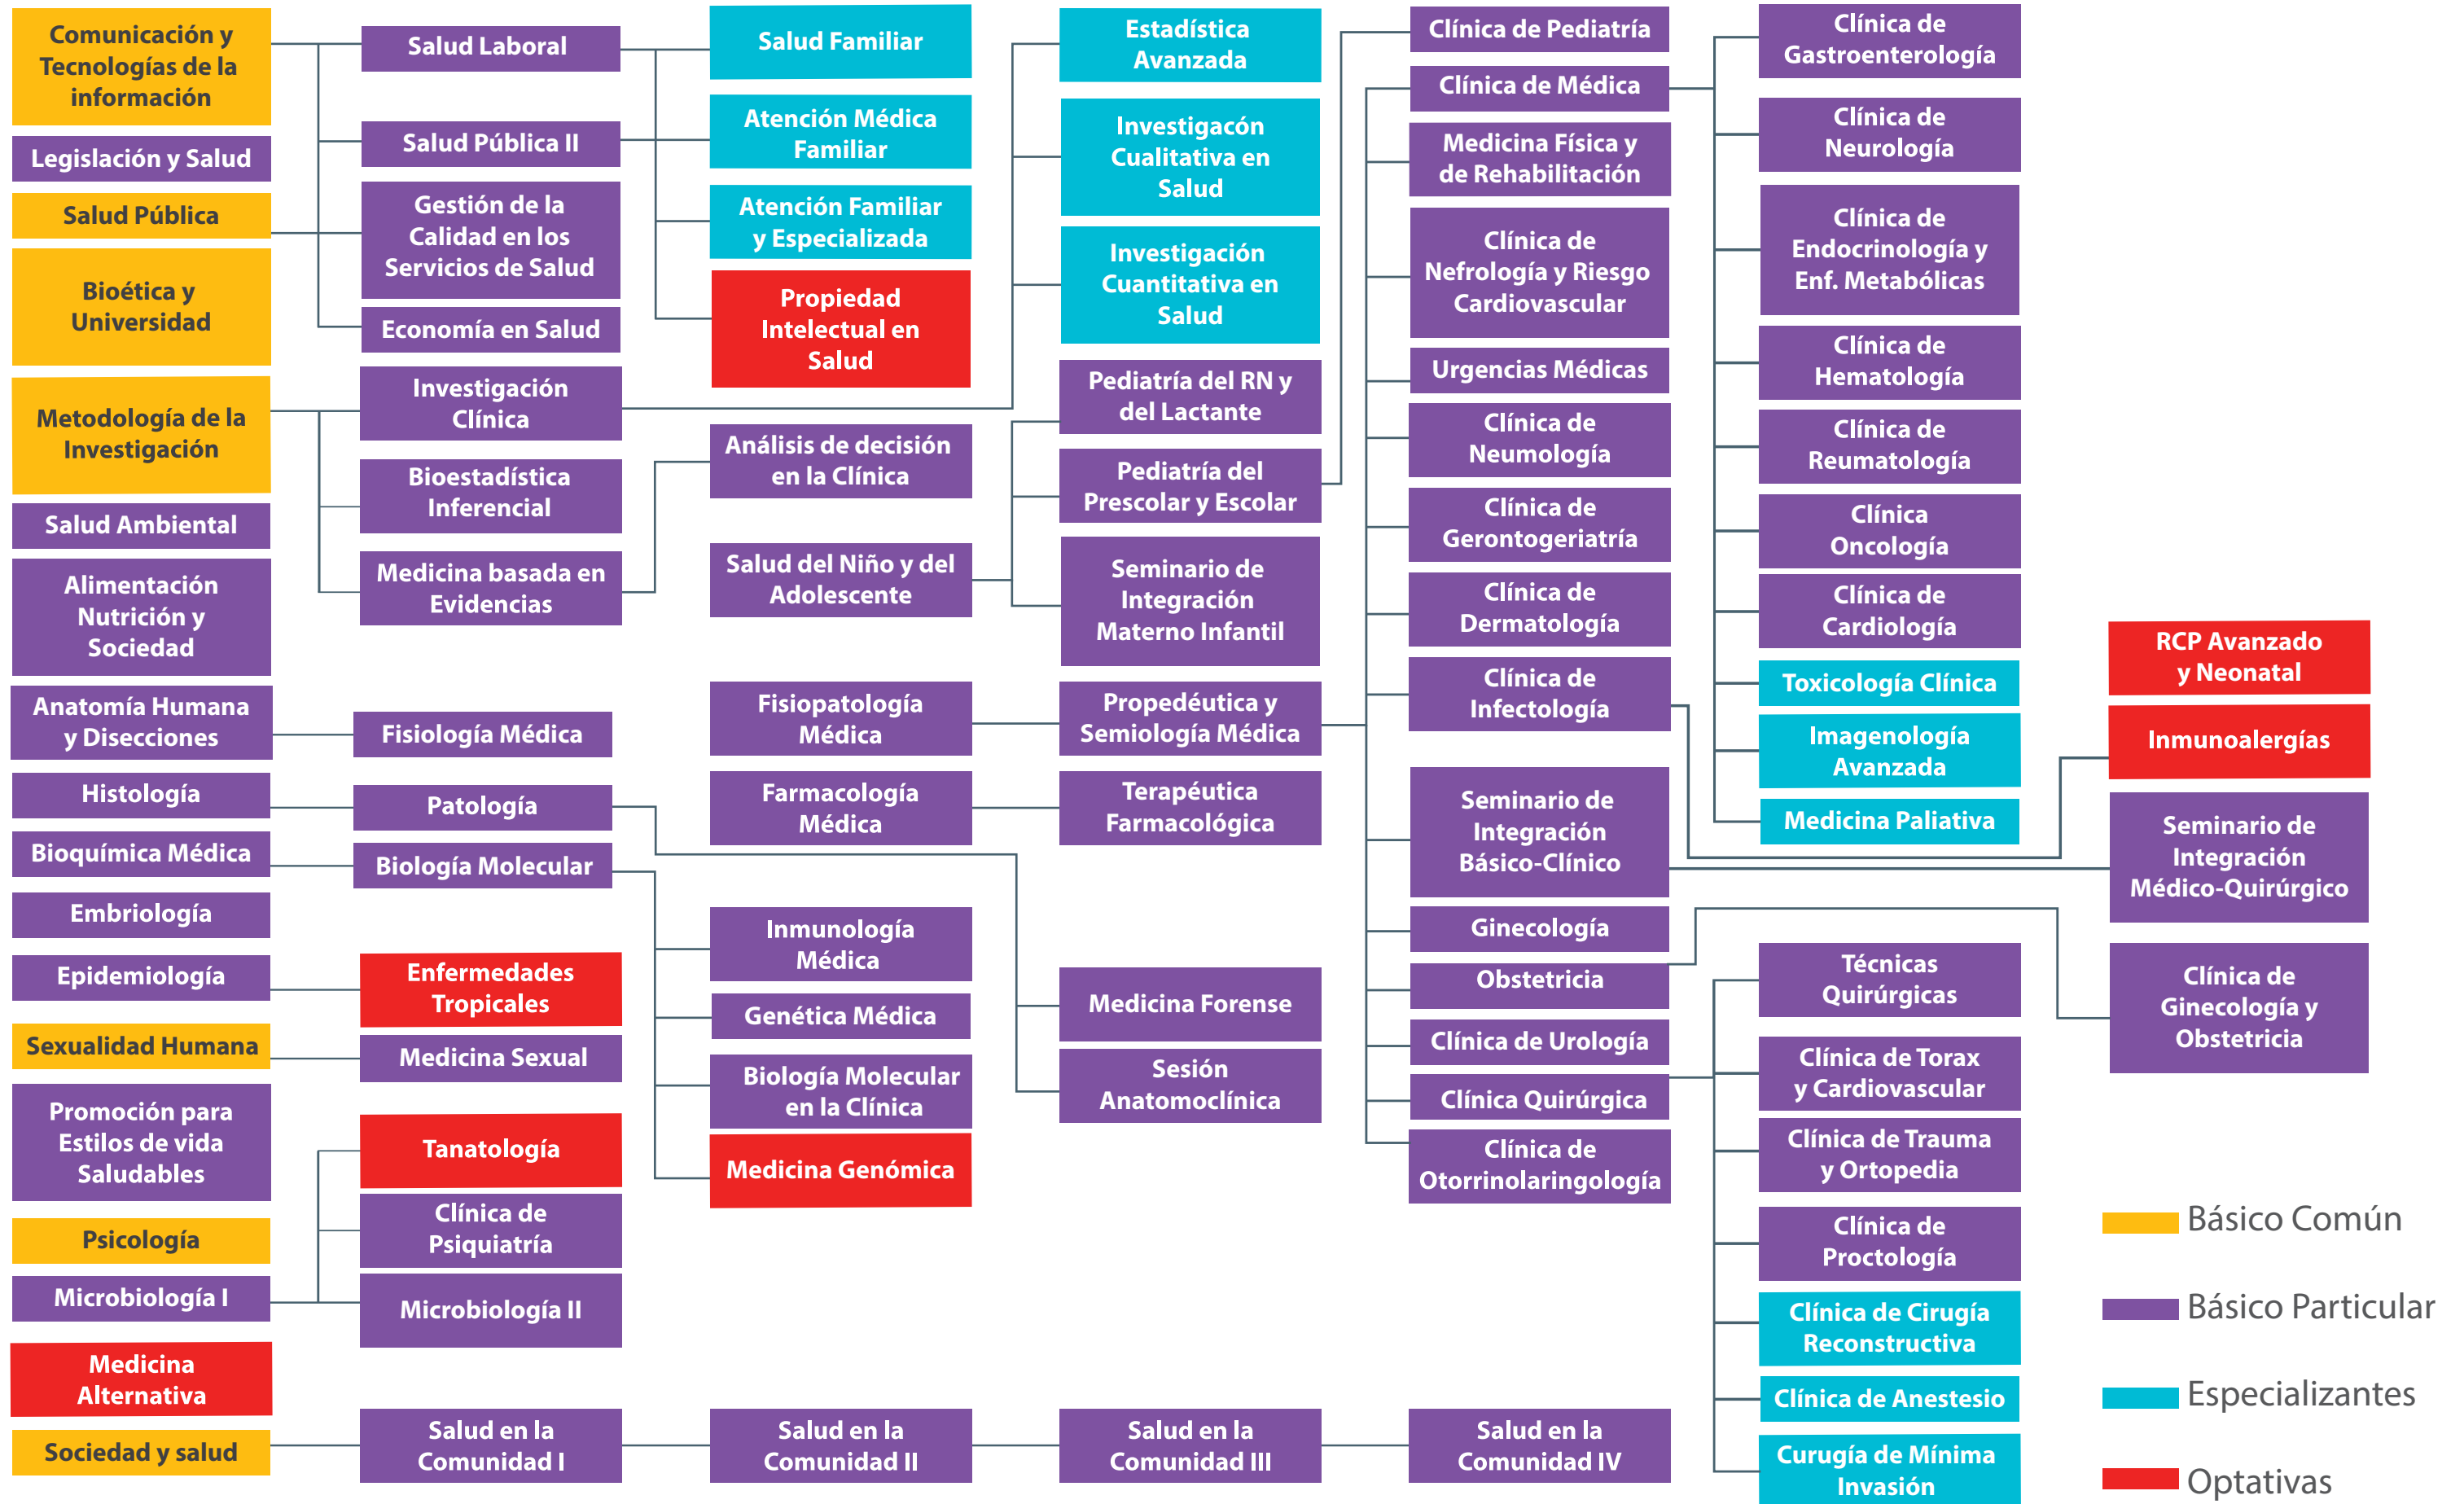 Comunicación y
Tecnologías de la
información
Legislación y Salud
Salud Pública
Bioética y
Universidad
Metodología de la
Investigación
Salud Ambiental
Alimentación
Nutrición y
Sociedad
Anatomía Humana
y Disecciones
Histología
Bioquímica Médica
Embriología
Epidemiología
Sexualidad Humana
Promoción para
Estilos de vida
Saludables
Psicología
Microbiología I
Medicina
Alternativa
Sociedad y salud
Salud Laboral
Salud Pública II
Gestión de la
Calidad en los
Servicios de Salud
Economía en Salud
Investigación
Clínica
Bioestadística
Inferencial
Medicina basada en
Evidencias
Fisiología Médica
Patología
Biología Molecular
Enfermedades
Tropicales
Medicina Sexual
Tanatología
Clínica de
Psiquiatría
Microbiología II
Salud en la
Comunidad I
Salud Familiar
Atención Médica
Familiar
Atención Familiar
y Especializada
Propiedad
Intelectual en
Salud
Análisis de decisión
en la Clínica
Salud del Niño y del
Adolescente
Fisiopatología
Médica
Farmacología
Médica
Inmunología
Médica
Genética Médica
Biología Molecular
en la Clínica
Medicina Genómica
Salud en la
Comunidad II
Estadística
Avanzada
Investigacón
Cualitativa en
Salud
Investigación
Cuantitativa en
Salud
Pediatría del RN y
del Lactante
Pediatría del
Prescolar y Escolar
Seminario de
Integración
Materno Infantil
Propedéutica y
Semiología Médica
Terapéutica
Farmacológica
Medicina Forense
Sesión
Anatomoclínica
Salud en la
Comunidad III
Clínica de Pediatría
Clínica de Médica
Medicina Física y
de Rehabilitación
Clínica de
Nefrología y Riesgo
Cardiovascular
Urgencias Médicas
Clínica de
Neumología
Clínica de
Gerontogeriatría
Clínica de
Dermatología
Clínica de
Infectología
Seminario de
Integración
Básico-Clínico
Ginecología
Obstetricia
Clínica de Urología
Clínica Quirúrgica
Clínica de
Otorrinolaringología
Salud en la
Comunidad IV
Clínica de
Gastroenterología
Clínica de
Neurología
Clínica de
Endocrinología y
Enf. Metabólicas
Clínica de
Hematología
Clínica de
Reumatología
Clínica
Oncología
Clínica de
Cardiología
Toxicología Clínica
Imagenología
Avanzada
Medicina Paliativa
Técnicas
Quirúrgicas
Clínica de Torax
y Cardiovascular
Clínica de Trauma
y Ortopedia
Clínica de
Proctología
Clínica de Cirugía
Reconstructiva
Clínica de Anestesio
Curugía de Mínima
Invasión
RCP Avanzado
y Neonatal
Inmunoalergías
Seminario de
Integración
Médico-Quirúrgico
Clínica de
Ginecología y
Obstetricia
Básico Común
Básico Particular
Especializantes
Optativas